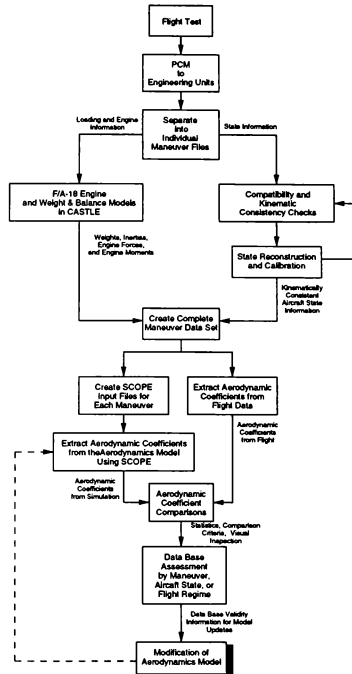 Flight Test
PCM
to
Engineering Units
Loading and Engine
Information
Separate
into
Individual
Maneuver Files
State Information
F/A-18 Engine
and Weight & Balance Models
in CASTLE
Compatibility and
Kinematic
Consistency Checks
Weights, Inertias,
Engine Forces,
and Engine Moments
State Reconstruction
and Calibration
Kinematically
Consistent
Aircraft State
Information
Create Complete
Maneuver Data Set
Create SCOPE
Input Files for
Each Maneuver
Extract Aerodynamic
Coefficients from
Flight Data
Extract Aerodynamic Coefficients
from theAerodynamics Model
Using SCOPE
Aerodynamic
Coefficients
from Flight
Aerodynamic
Coefficients
from Simulation
Aerodynamic
Coefficient
Comparisons
Statistics, Comparison
Criteria, Visual
Inspection
Data Base
Assessment
by Maneuver,
Aircaft State, or
Flight Regime
Data Base Validity
Information for Model
Updates
Modification of
Aerodynamics Model